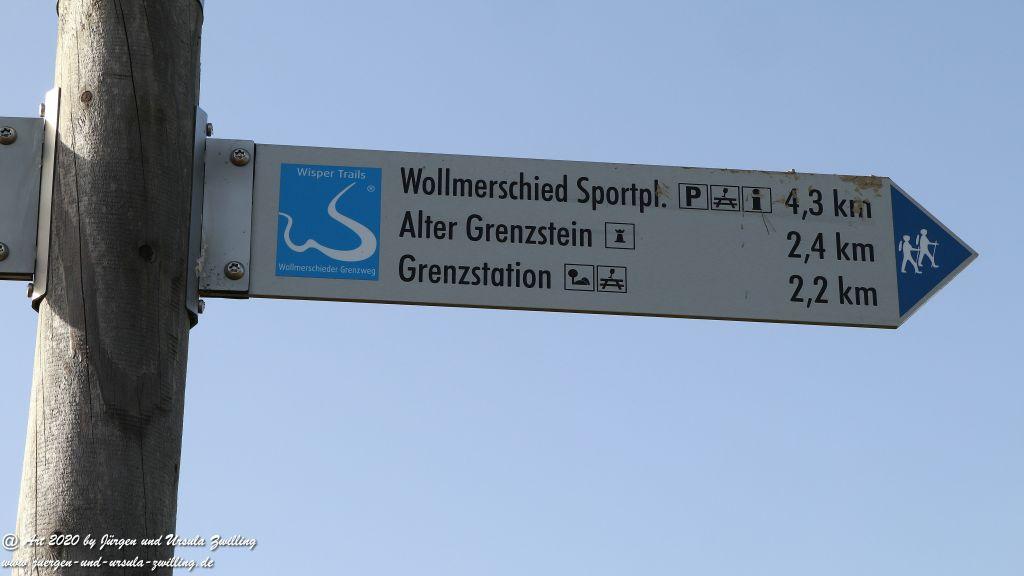 Wisper Trails
®
Wollmerschieder Grenzweg
Wollmerschied Sportpl. P i 4,3 km
Alter Grenzstein 2,4 km
Grenzstation 2,2 km
@ Art 2020 by Jürgen und Ursula Zwilling
www.juergen-und-ursula-zwilling.de